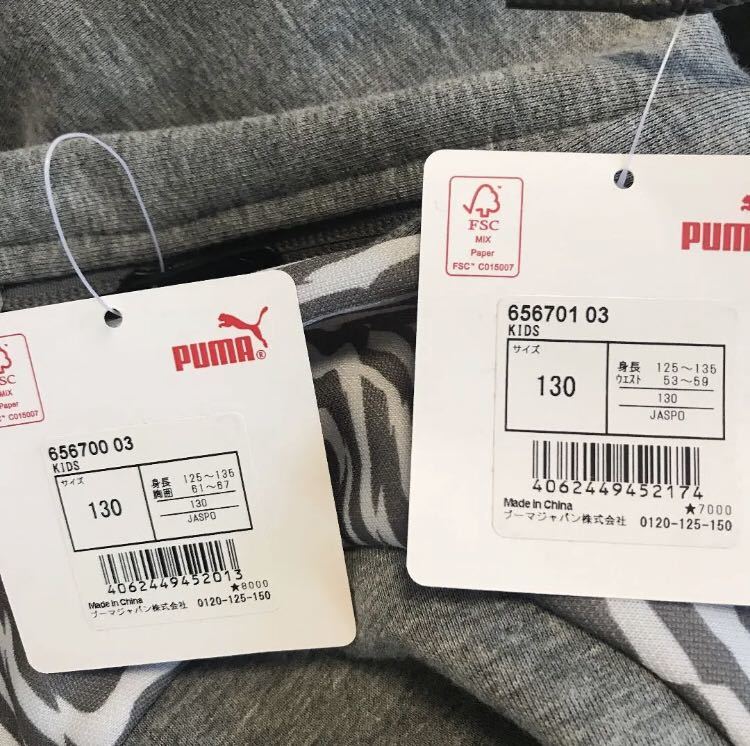 FSC
MIX
Paper
C015007
PUMA®
656700 03
KIDS
サイズ
130
身長 125～135
胸囲 61～67
130
JASPO
4062449452013
★8000
Made in China
プーマジャパン株式会社 0120-125-150
FSC
MIX
Paper
FSC™ C015007
PUM
656701 03
KIDS
サイズ
130
身長 125～135
ウエスト 53～59
130
JASPO
4062449452174
★7000
Made in China
プーマジャパン株式会社 0120-125-150